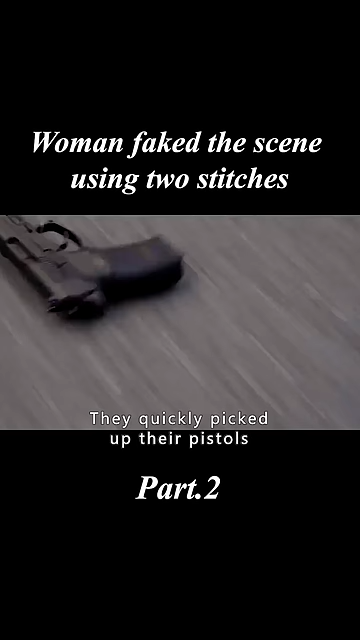 Woman faked the scene
using two stitches
They quickly picked
up their pistols
Part.2